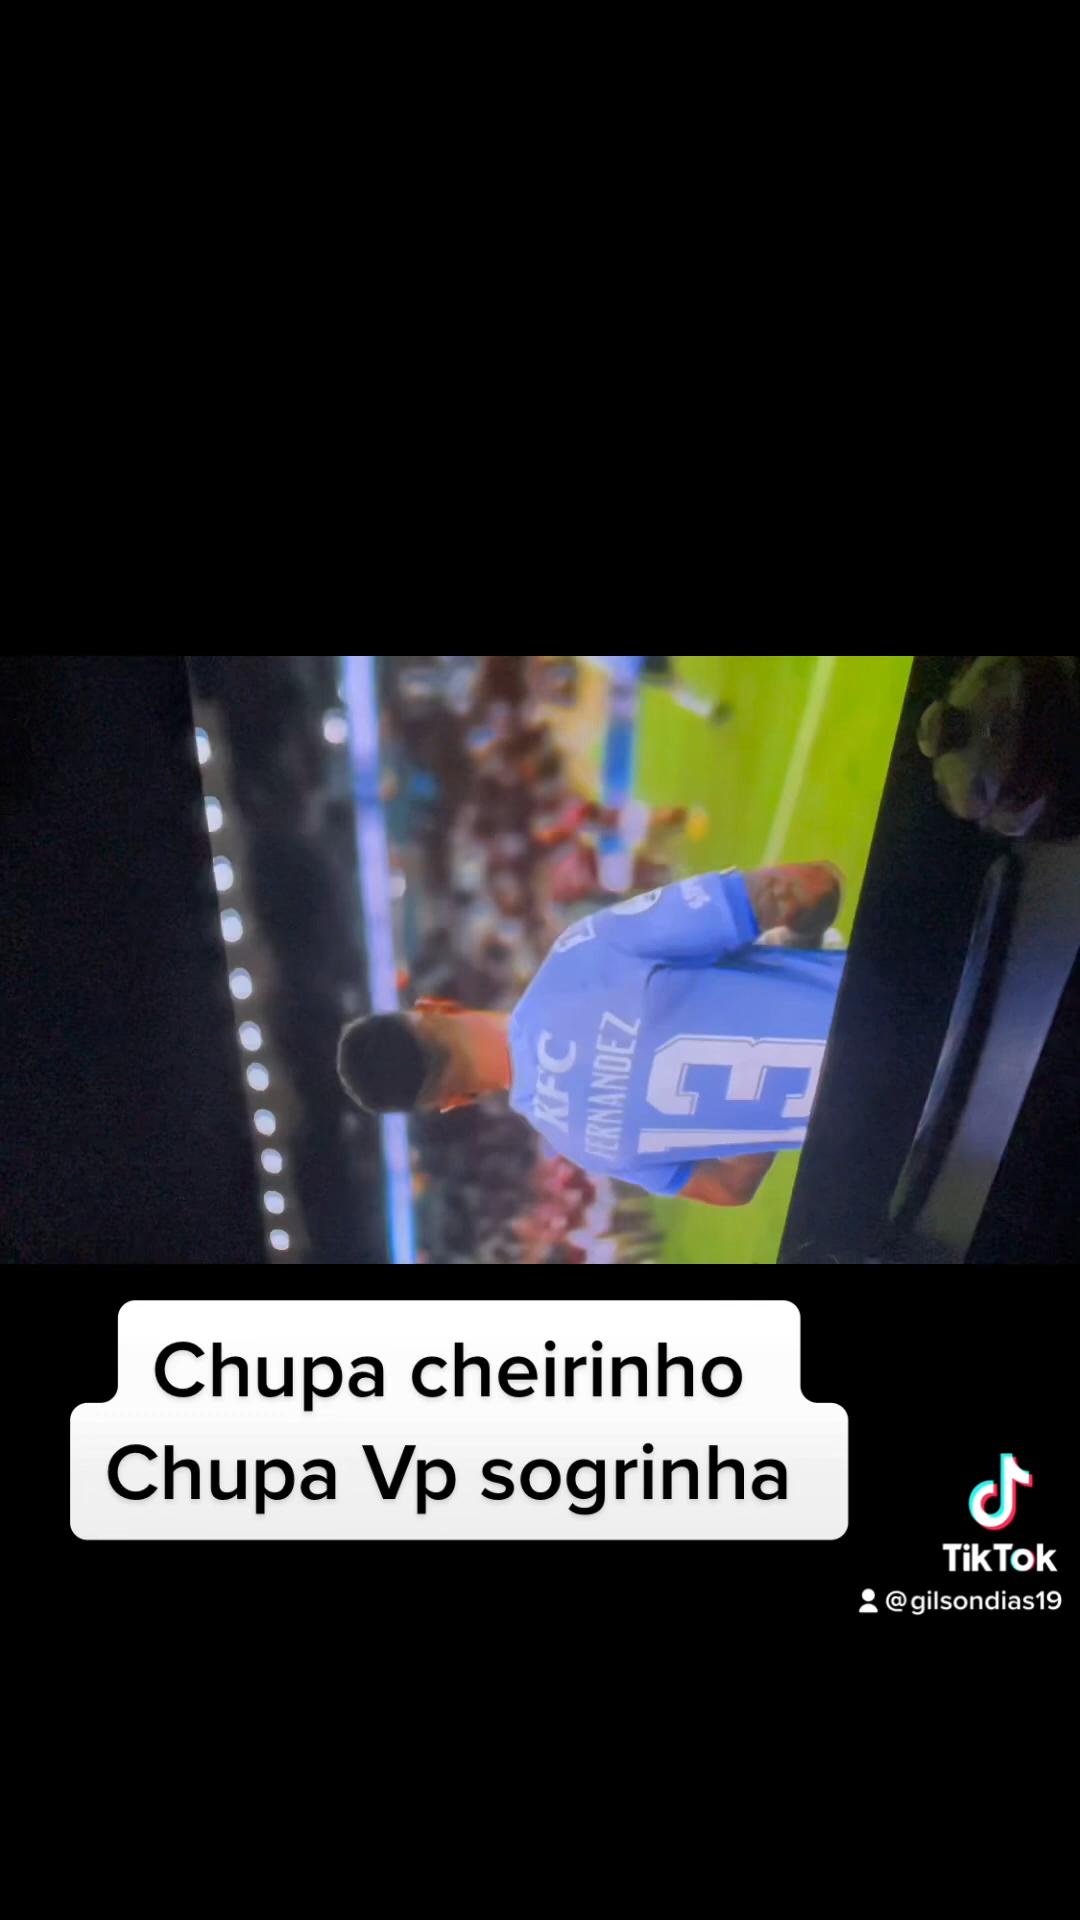 KFC
FERNANDEZ
13
Chupa cheirinho
Chupa Vp sogrinha
TikTok
@gilsondias19